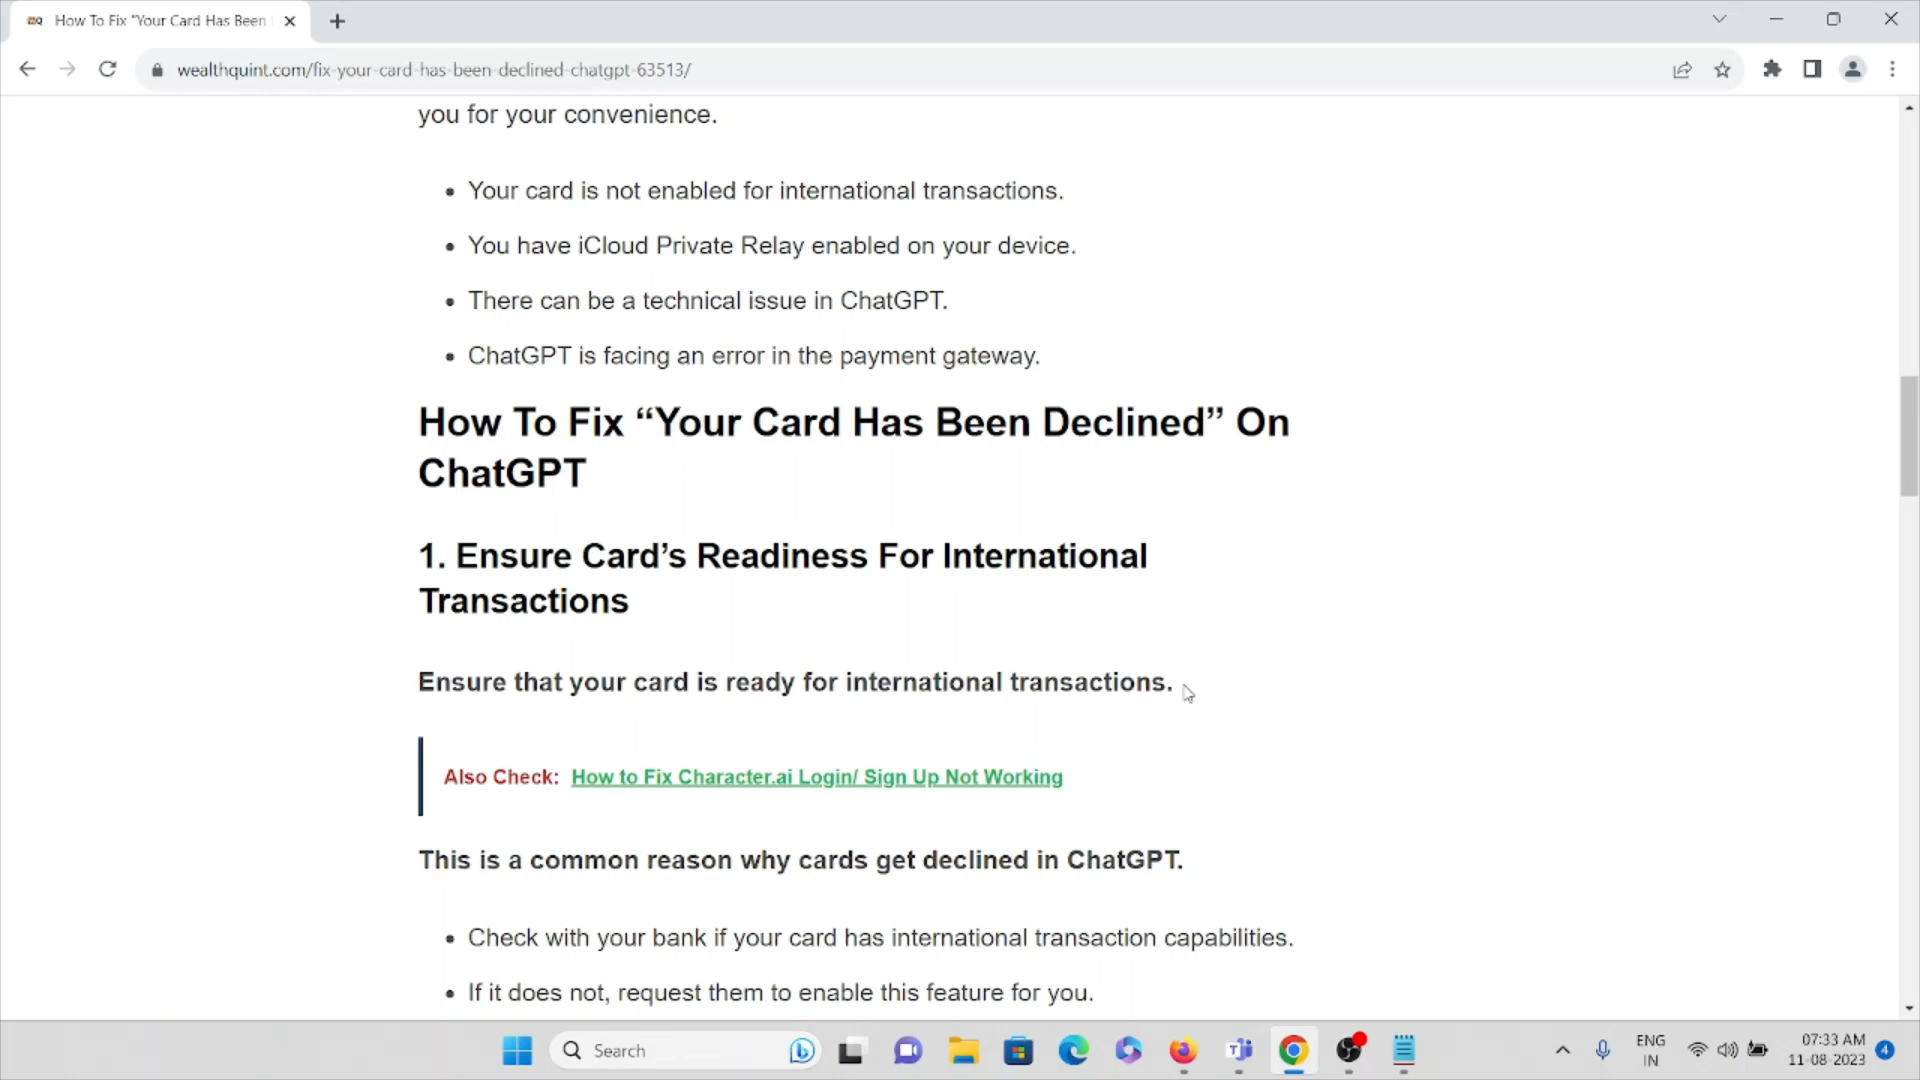 How To Fix "Your Card Has Been
wealthquint.com/fix-your-card-has-been-declined-chatgpt-63513/
you for your convenience.
Your card is not enabled for international transactions.
You have iCloud Private Relay enabled on your device.
There can be a technical issue in ChatGPT.
ChatGPT is facing an error in the payment gateway.
How To Fix “Your Card Has Been Declined” On
ChatGPT
1. Ensure Card’s Readiness For International
Transactions
Ensure that your card is ready for international transactions.
Also Check: How to Fix Character.ai Login/ Sign Up Not Working
This is a common reason why cards get declined in ChatGPT.
Check with your bank if your card has international transaction capabilities.
If it does not, request them to enable this feature for you.
Search
ENG
IN
07:33 AM
11-08-2023
4